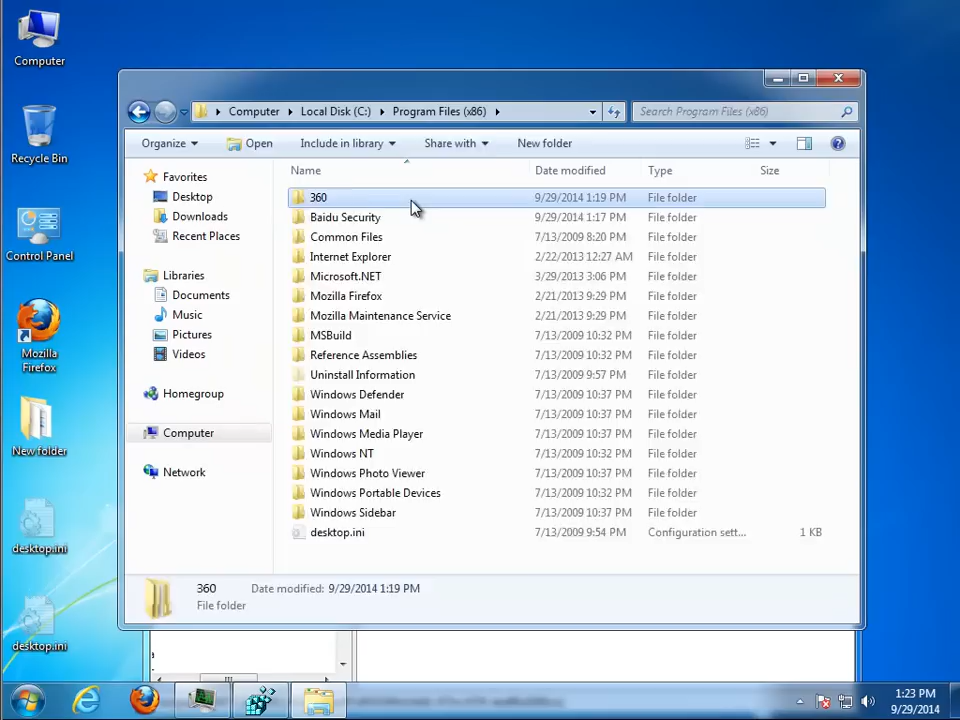 Computer
Recycle Bin
Control Panel
Mozilla
Firefox
New folder
desktop.ini
desktop.ini
Computer
Local Disk (C:)
Program Files (x86)
Search Program Files (x86)
Organize
Open
Include in library
Share with
New folder
Favorites
Desktop
Downloads
Recent Places
Libraries
Documents
Music
Pictures
Videos
Homegroup
Computer
Network
Name Date modified Type Size
360 9/29/2014 1:19 PM File folder
Baidu Security 9/29/2014 1:17 PM File folder
Common Files 7/13/2009 8:20 PM File folder
Internet Explorer 2/22/2013 12:27 AM File folder
Microsoft.NET 3/29/2013 3:06 PM File folder
Mozilla Firefox 2/21/2013 9:29 PM File folder
Mozilla Maintenance Service 2/21/2013 9:29 PM File folder
MSBuild 7/13/2009 10:32 PM File folder
Reference Assemblies 7/13/2009 10:32 PM File folder
Uninstall Information 7/13/2009 9:57 PM File folder
Windows Defender 7/13/2009 10:37 PM File folder
Windows Mail 7/13/2009 10:37 PM File folder
Windows Media Player 7/13/2009 10:37 PM File folder
Windows NT 7/13/2009 10:32 PM File folder
Windows Photo Viewer 7/13/2009 10:37 PM File folder
Windows Portable Devices 7/13/2009 10:32 PM File folder
Windows Sidebar 7/13/2009 10:37 PM File folder
desktop.ini 7/13/2009 9:54 PM Configuration sett... 1 KB
360 Date modified: 9/29/2014 1:19 PM
File folder
1:23 PM
9/29/2014